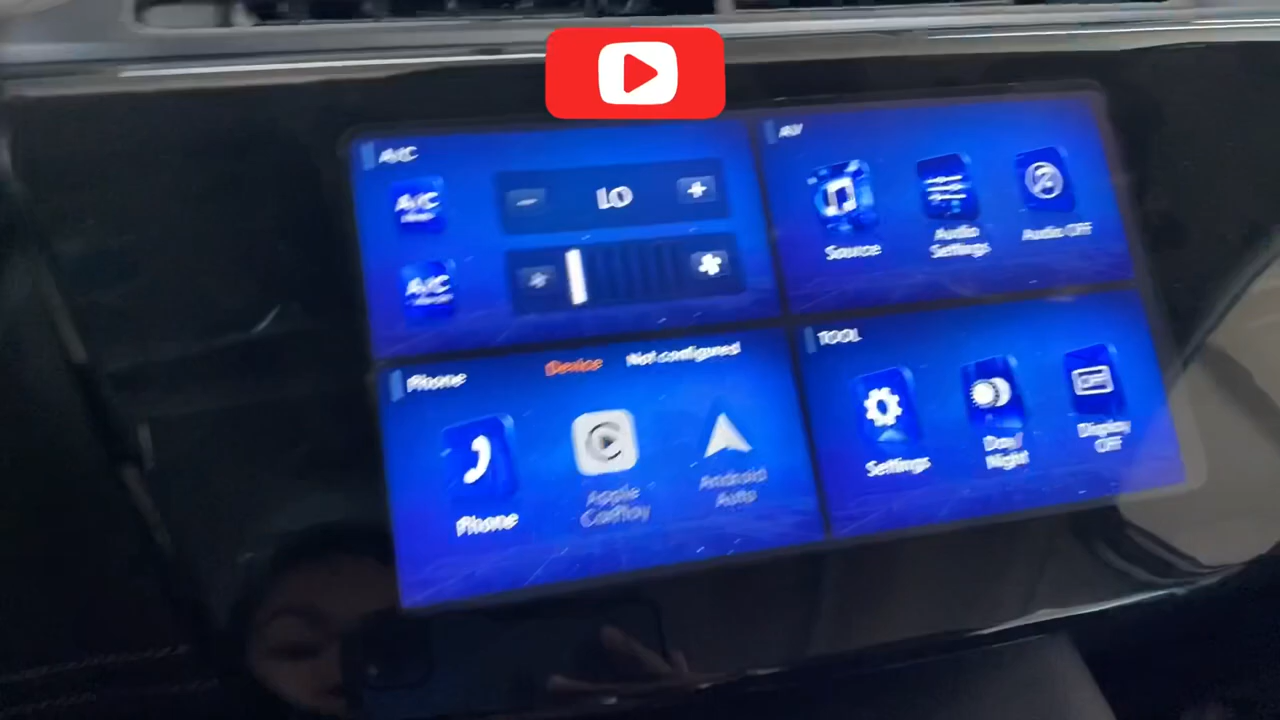 A/C
A/C
LO
A/C
AV
Source
Audio
Settings
Audio OFF
Phone
Device
Not configured
Phone
Apple
CarPlay
Android
Auto
TOOL
Settings
Day/
Night
OFF
Display
OFF